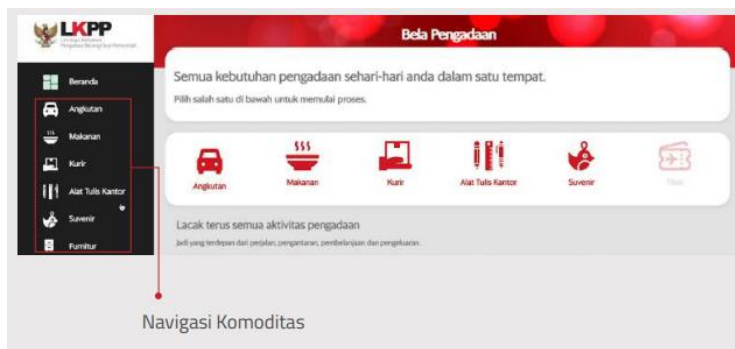 LKPP
Bela Pengadaan
Beranda
Angkutan
Makanan
Kurir
Alat Tulis Kantor
Suvenir
Furnitur
Semua kebutuhan pengadaan sehari-hari anda dalam satu tempat.
Pilih salah satu di bawah untuk memulai proses.
Angkutan
Makanan
Kurir
Alat Tulis Kantor
Suvenir
Lacak terus semua aktivitas pengadaan
Jadi yang terdepan dari perjalan, pengantaran, pembelanjaan dan pengeluaran.
Navigasi Komoditas